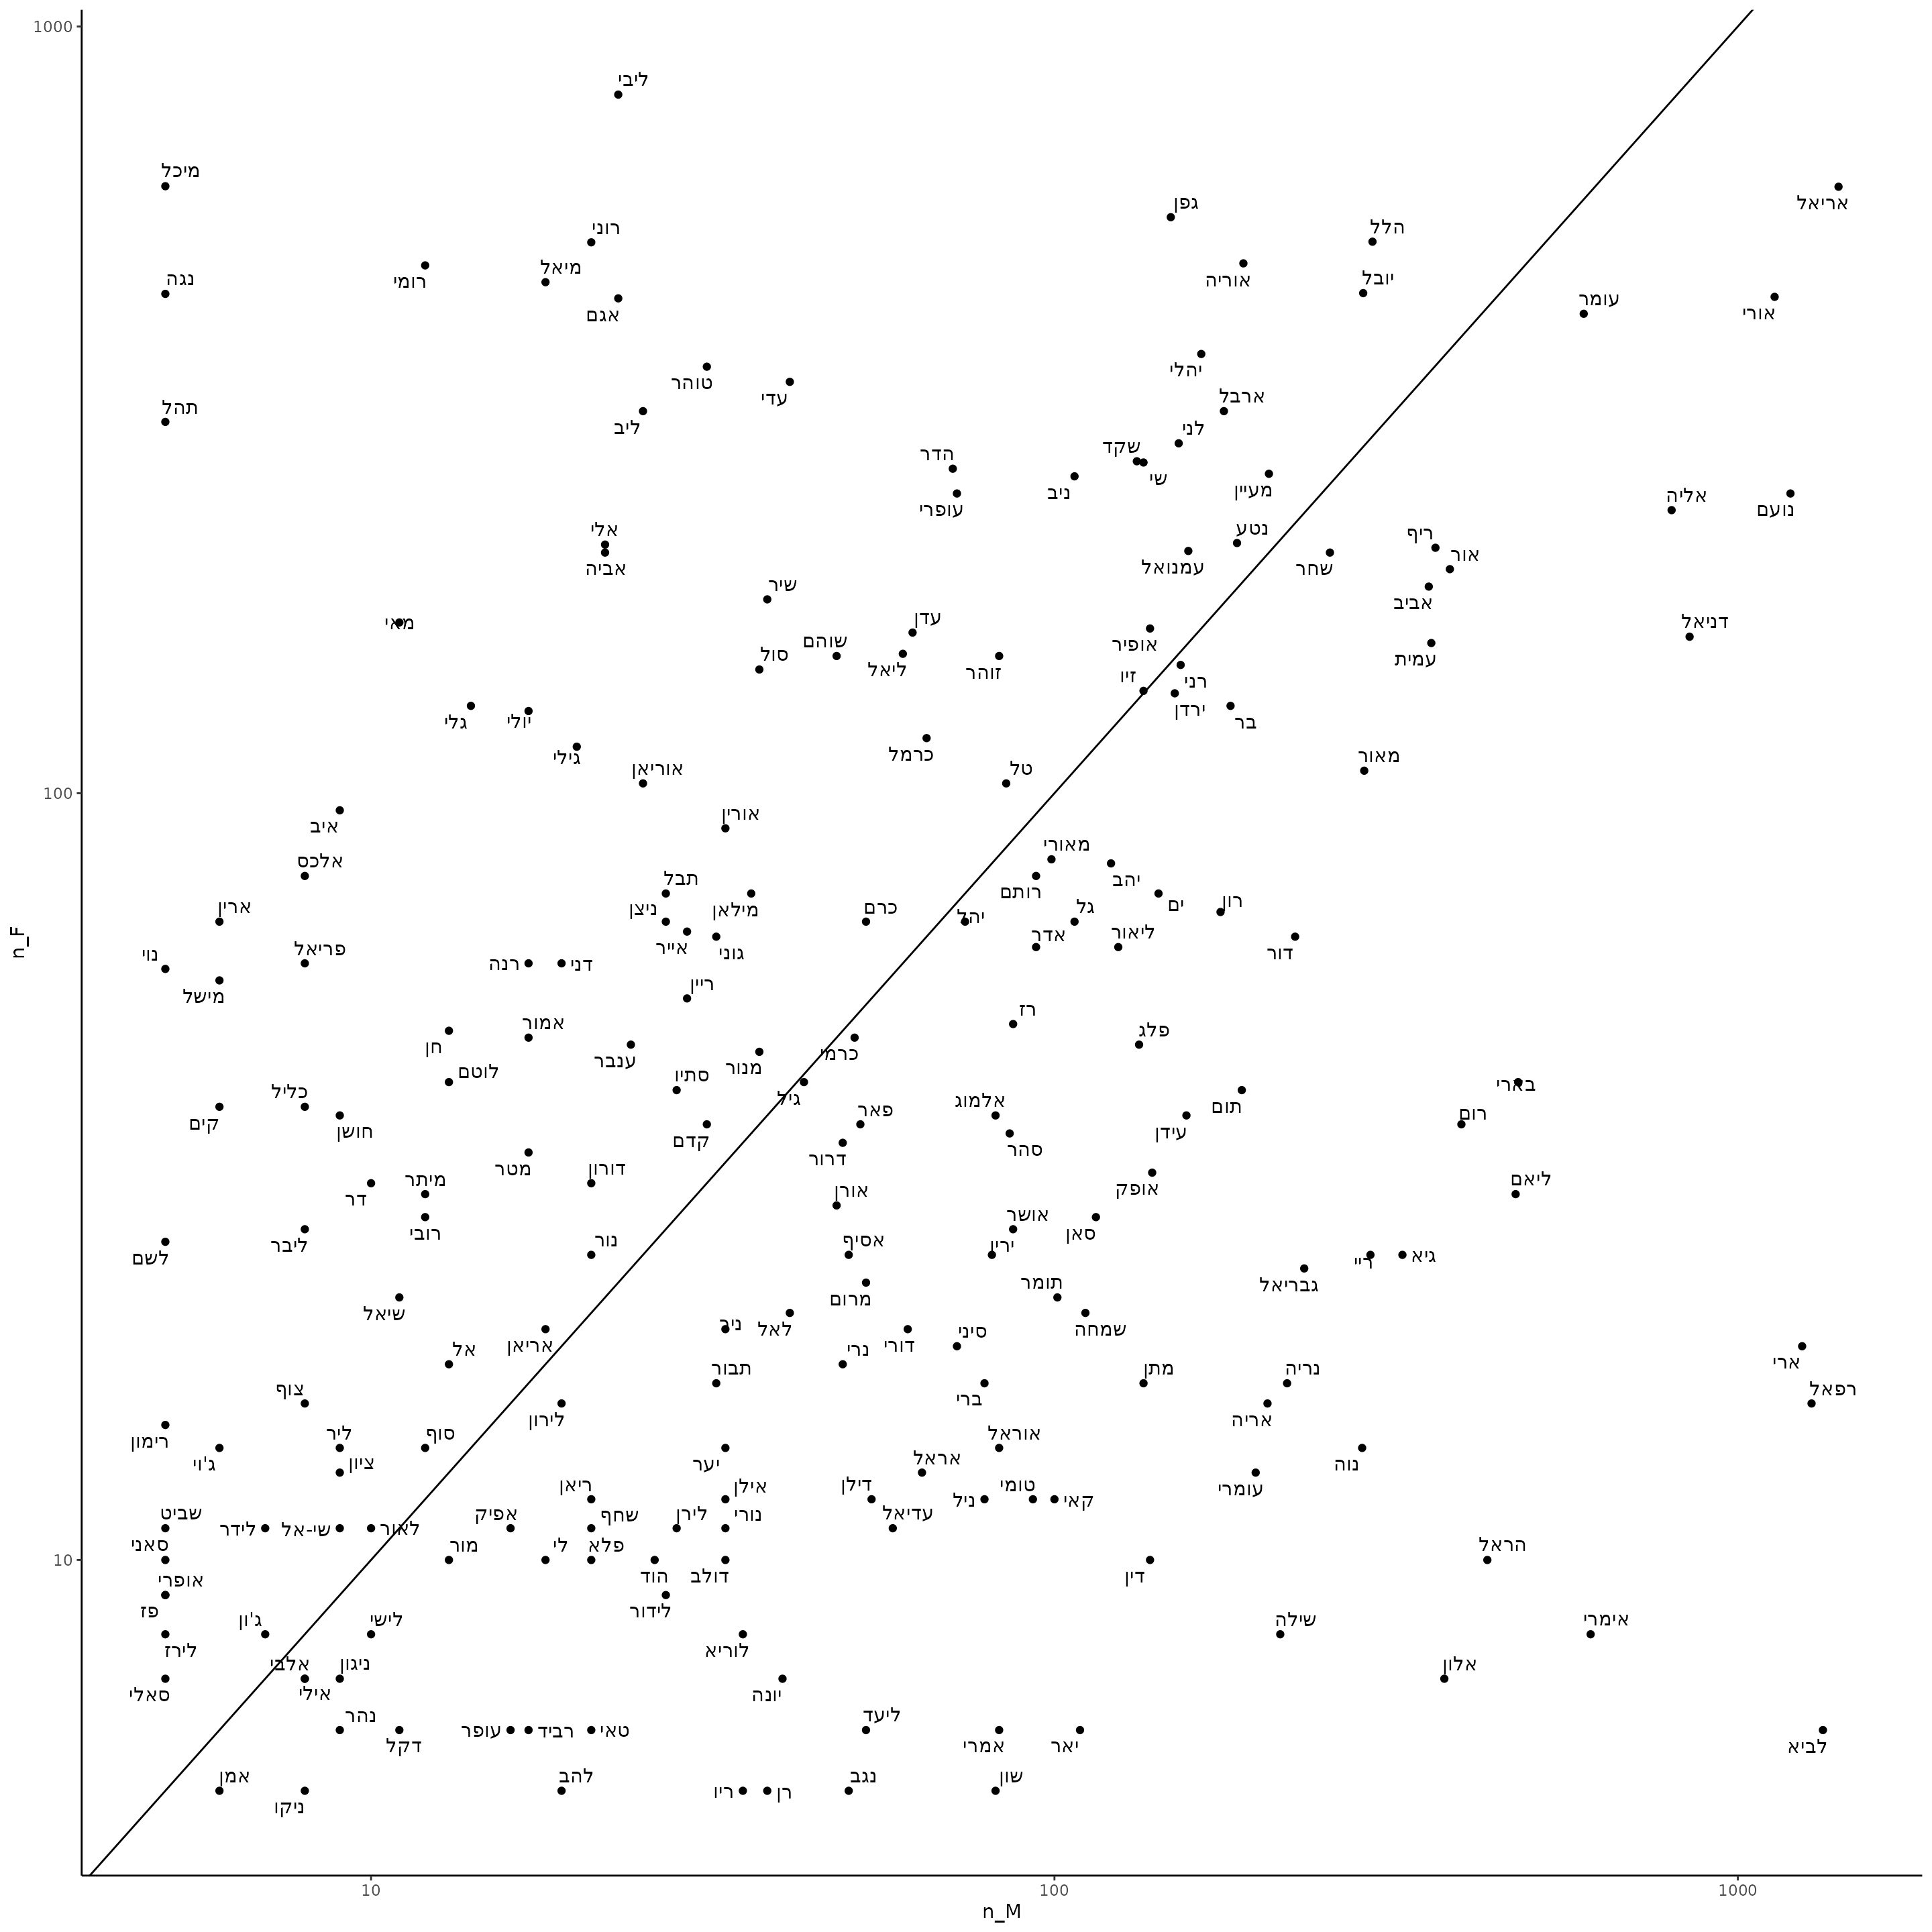 1000
ליבי
מיכל
אריאל
גפן
רוני
הלל
מיאל
רומי
נגה
אוריה
יובל
עומר
אורי
אגם
יהלי
טוהר
עדי
ארבל
תהל
ליב
לני
שקד
הדר
שי
ניב
מעיין
עופרי
אליה
נועם
אלי
נטע
ריף
אור
אביה
עמנואל
שחר
שיר
אביב
מאי
עדן
דניאל
שוהם
אופיר
סול
ליאל
זוהר
עמית
זיו
רני
ירדן
גלי
יולי
בר
גילי
כרמל
מאור
אוריאן
טל
100
אורין
איב
מאורי
אלכס
תבל
רותם
יהב
ארין
ניצן
מילאן
כרם
יהל
גל
ים
רון
אדר
ליאור
אייר
גוני
דור
נוי
פריאל
רנה
דני
n_F
מישל
ריין
רז
אמור
פלג
חן
ענבר
מנור
כרמי
לוטם
סתיו
בארי
כליל
גיל
אלמוג
תום
קים
חושן
קדם
פאר
רום
עידן
סהר
דרור
מטר
דורון
מיתר
דר
אופק
ליאם
אורן
רובי
אושר
סאן
לשם
ליבר
נור
אסיף
ירין
ריי
גיא
תומר
גבריאל
מרום
שיאל
ניר
לאל
שמחה
סיני
אריאן
דורי
אל
נרי
ארי
תבור
מתן
נריה
צוף
ברי
רפאל
לירון
אריה
רימון
ליר
סוף
אוראל
ג'וי
ציון
יער
אראל
נוה
ריאן
אילן
דילן
ניל
טומי
קאי
עומרי
שביט
לידר
שי-אל
לאור
אפיק
שחף
לירן
נורי
עדיאל
סאני
מור
לי
פלא
הראל
אופרי
הוד
דולב
דין
פז
לידור
ג'ון
לישי
שילה
אימרי
לירז
לוריא
אלבי
ניגון
אלון
סאלי
אילי
יונה
נהר
ליעד
דקל
עופר
רביד
טאי
אמרי
יאר
לביא
אמן
להב
נגב
שון
ניקו
ריו
רן
10
10
100
1000
n_M